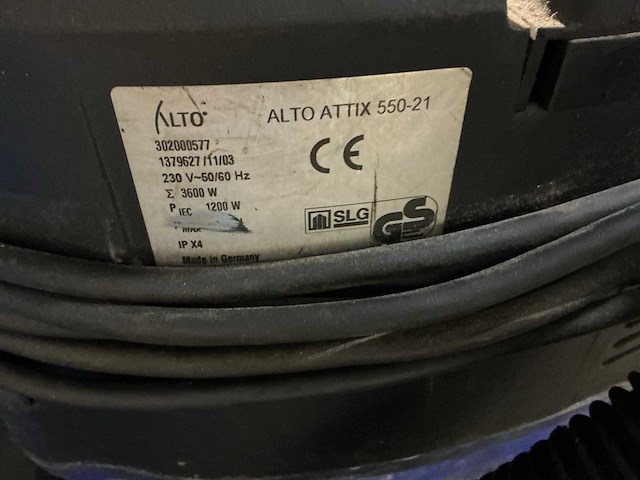 ALTO
ALTO ATTIX 550-21
302000577
1379627/11/03
230 V~50/60 Hz
Σ 3600 W
P IEC 1200 W
MAX
IP X4
Made in Germany
CE
SLG
GS